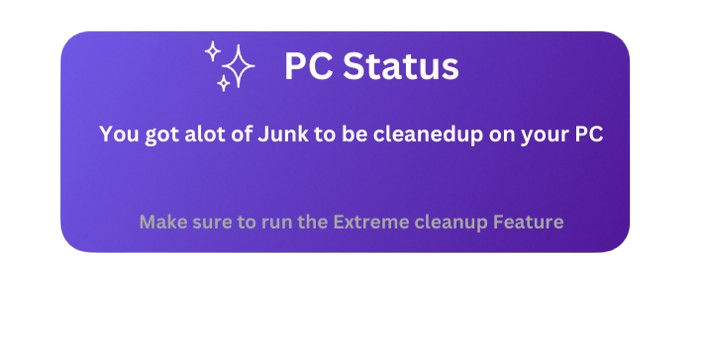 PC Status
You got alot of Junk to be cleanedup on your PC
Make sure to run the Extreme cleanup Feature